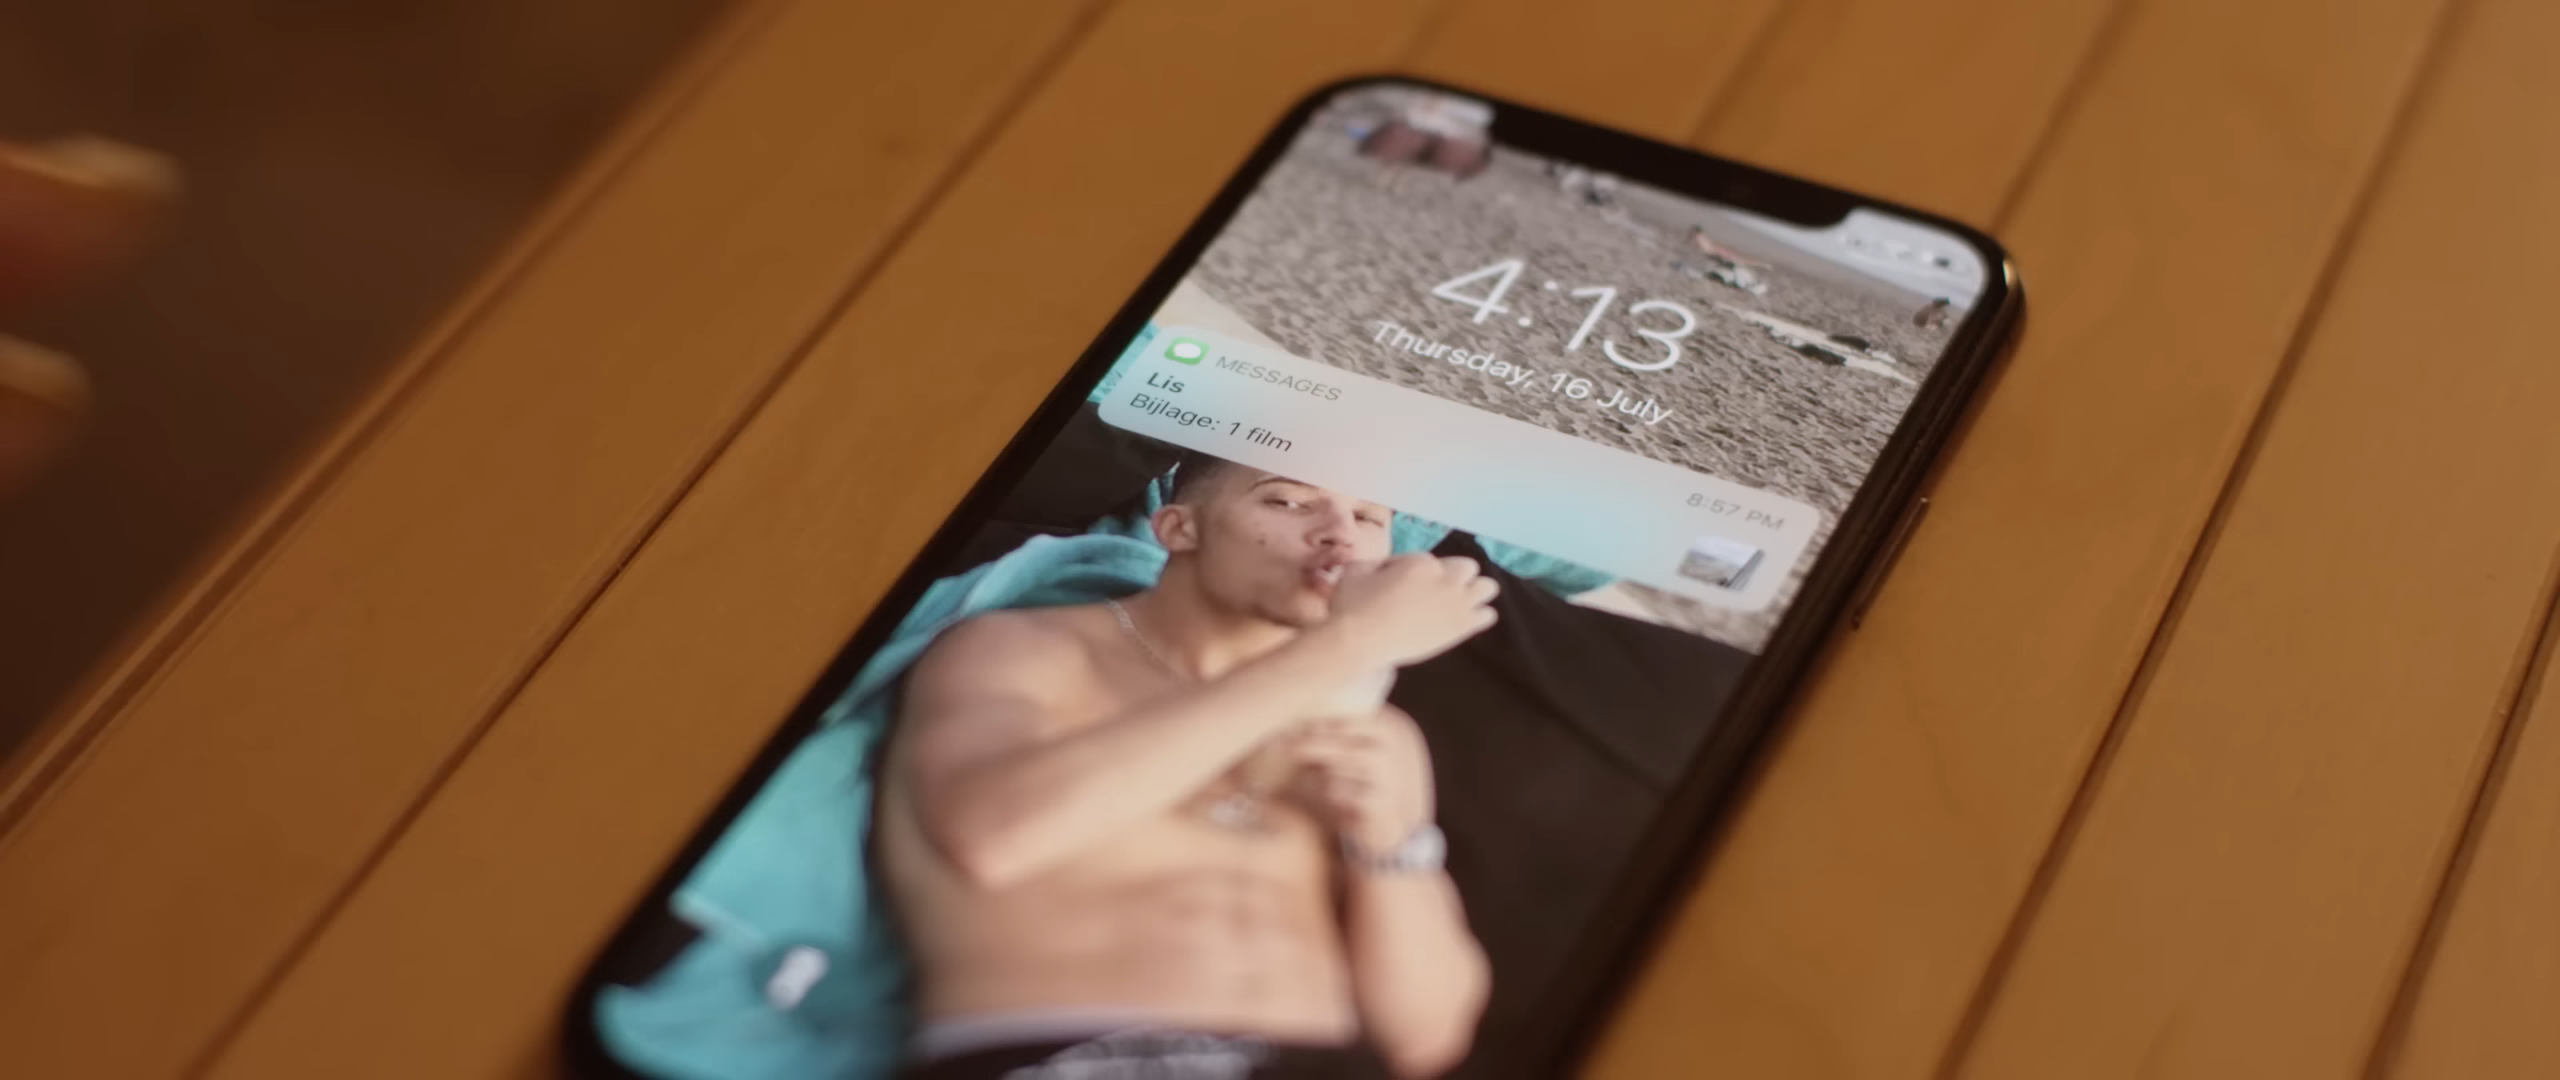 4:13
Thursday, 16 July
MESSAGES
8:57 PM
Lis
Bijlage: 1 film